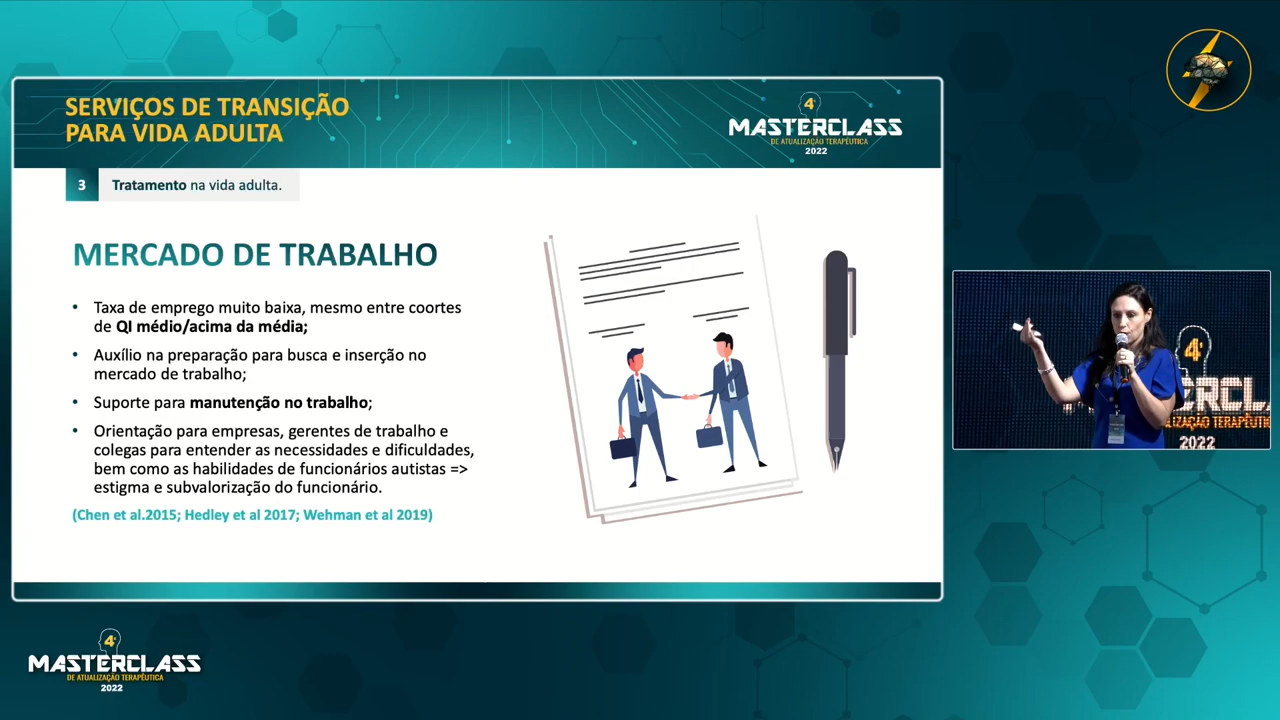 SERVIÇOS DE TRANSIÇÃO
PARA VIDA ADULTA
4ª
MASTERCLASS
DE ATUALIZAÇÃO TERAPÊUTICA
2022
3
Tratamento na vida adulta.
MERCADO DE TRABALHO
• Taxa de emprego muito baixa, mesmo entre coortes
de QI médio/acima da média;
• Auxílio na preparação para busca e inserção no
mercado de trabalho;
• Suporte para manutenção no trabalho;
• Orientação para empresas, gerentes de trabalho e
colegas para entender as necessidades e dificuldades,
bem como as habilidades de funcionários autistas =>
estigma e subvalorização do funcionário.
(Chen et al.2015; Hedley et al 2017; Wehman et al 2019)
4ª
2022
4ª
MASTERCLASS
DE ATUALIZAÇÃO TERAPÊUTICA
2022